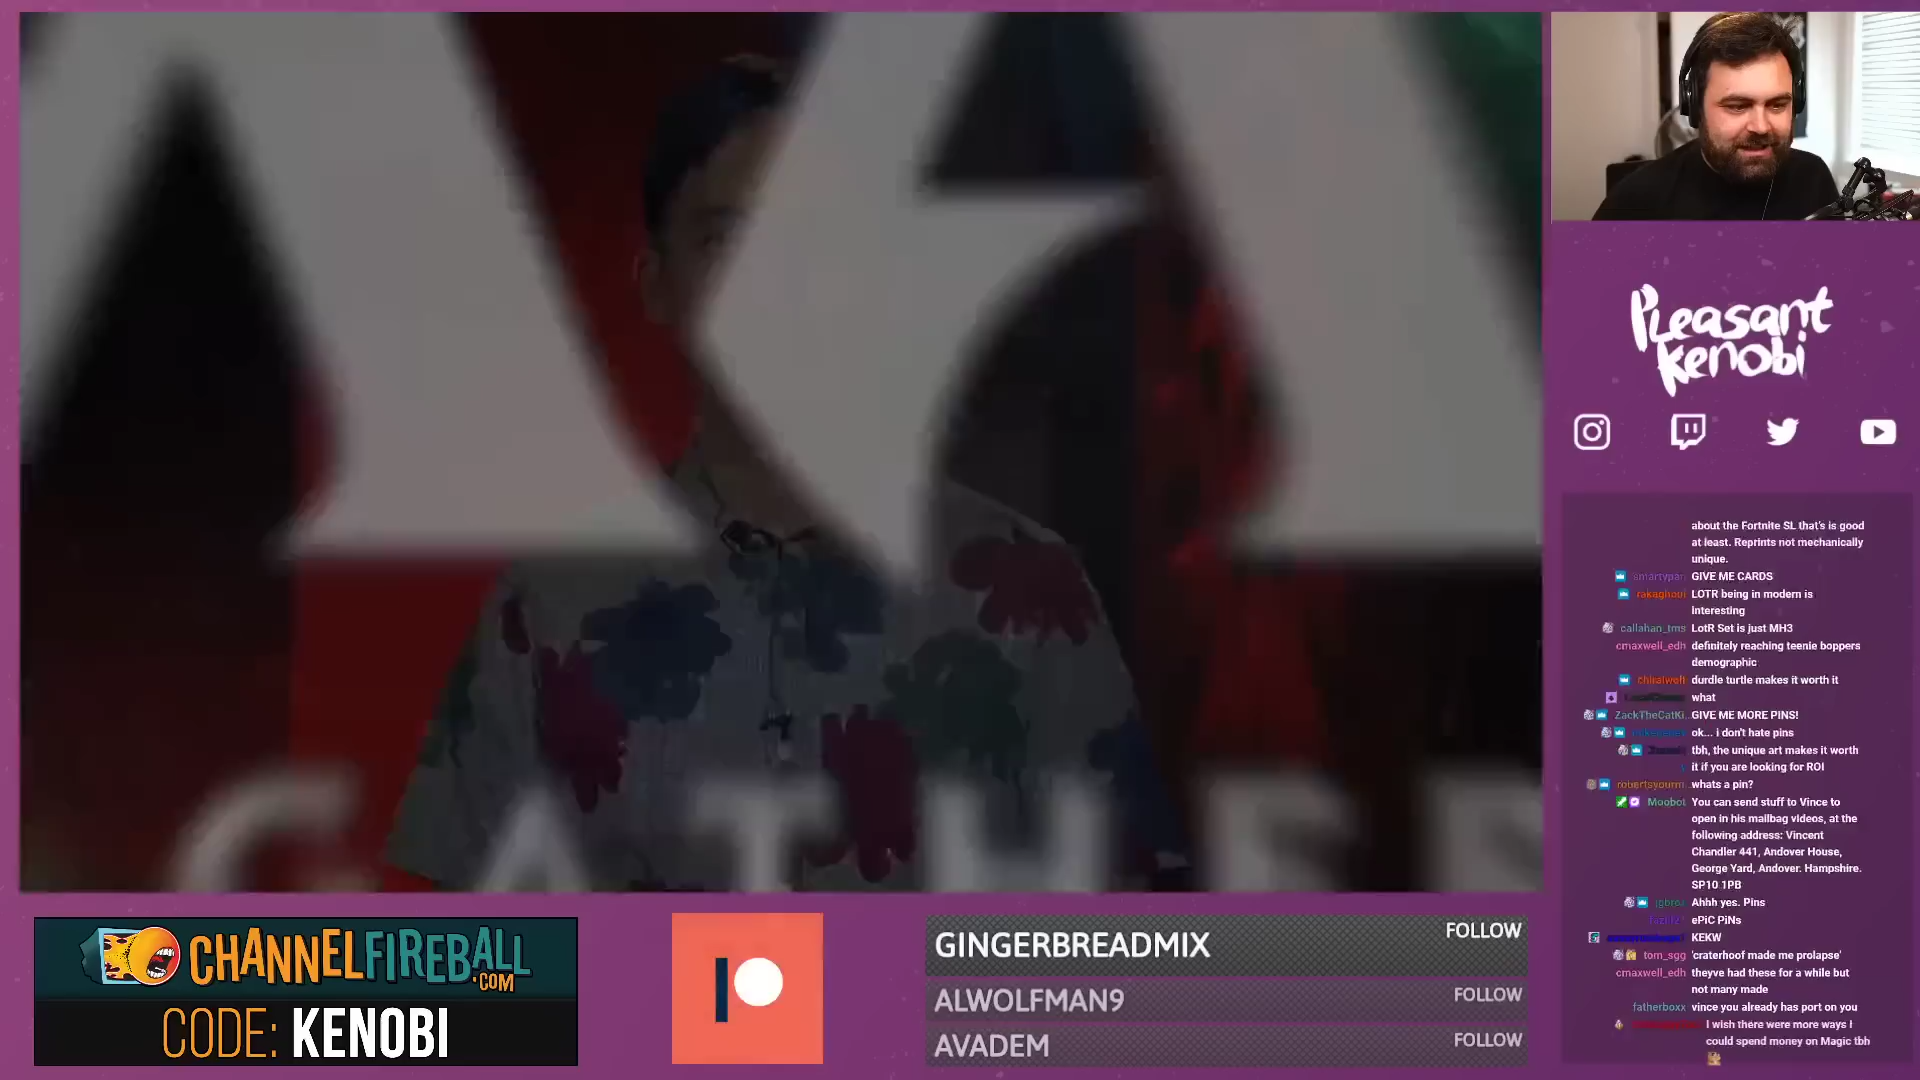 GATHER
Pleasant
Kenobi
about the Fortnite SL that's is good
at least. Reprints not mechanically
unique.
smartypan GIVE ME CARDS
rakaghoul LOTR being in modern is
interesting
callahan_tms LotR Set is just MH3
cmaxwell_edh definitely reaching teenie boppers
demographic
chiralwolf durdle turtle makes it worth it
what
ZackTheCatKi... GIVE ME MORE PINS!
ok... i don't hate pins
tbh, the unique art makes it worth
it if you are looking for ROI
whats a pin?
Moobot You can send stuff to Vince to
open in his mailbag videos, at the
following address: Vincent
Chandler 441, Andover House,
George Yard, Andover. Hampshire.
SP10 1PB
Ahhh yes. Pins
ePiC PiNs
KEKW
tom_sgg 'craterhoof made me prolapse'
cmaxwell_edh theyve had these for a while but
not many made
fatherboxx vince you already has port on you
I wish there were more ways I
could spend money on Magic tbh
CHANNELFIREBALL
.COM
CODE: KENOBI
GINGERBREADMIX FOLLOW
ALWOLFMAN9 FOLLOW
AVADEM FOLLOW